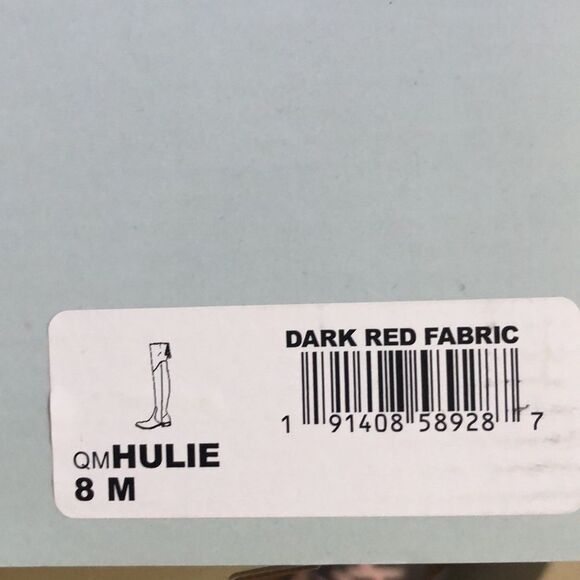 DARK RED FABRIC
1 91408 58928 7
QMHULIE
8 M